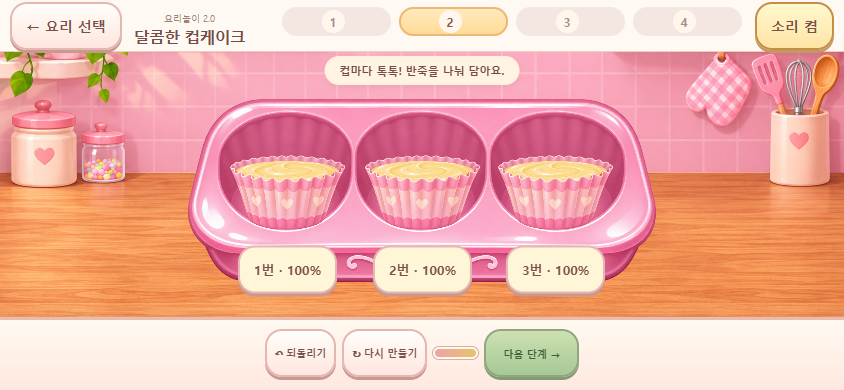 ← 요리 선택
요리놀이 2.0
달콤한 컵케이크
1
2
3
4
소리 켬
컵마다 톡톡! 반죽을 나눠 담아요.
1번 · 100%
2번 · 100%
3번 · 100%
↶ 되돌리기
↻ 다시 만들기
다음 단계 →